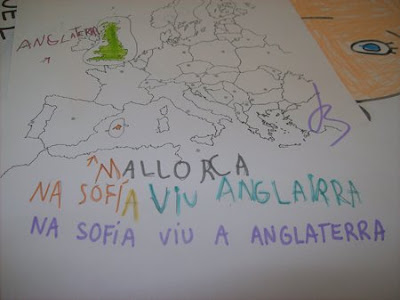 ANGLATERRA
MALLORCA
NA SOFÍA VIU ANGLAIRRA
NA SOFIA VIU A ANGLATERRA